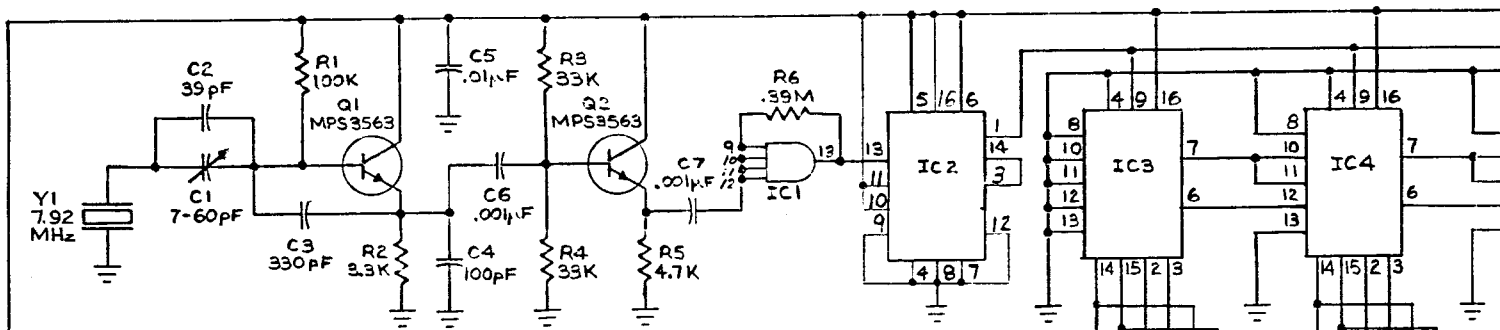 C2
39pF
R1
100K
Q1
MPS3563
C5
.01µF
R3
33K
Q2
MPS3563
R6
.39M
C1
7-60pF
Y1
7.92
MHz
C3
330pF
R2
3.3K
C4
100pF
C6
.001µF
R4
33K
R5
4.7K
C7
.001µF
9
10
11
12
13
IC1
5
16
6
13
11
10
9
IC2
1
14
3
12
4
8
7
4
9
16
8
10
11
12
13
IC3
7
6
14
15
2
3
4
9
16
8
10
11
12
13
IC4
7
6
14
15
2
3